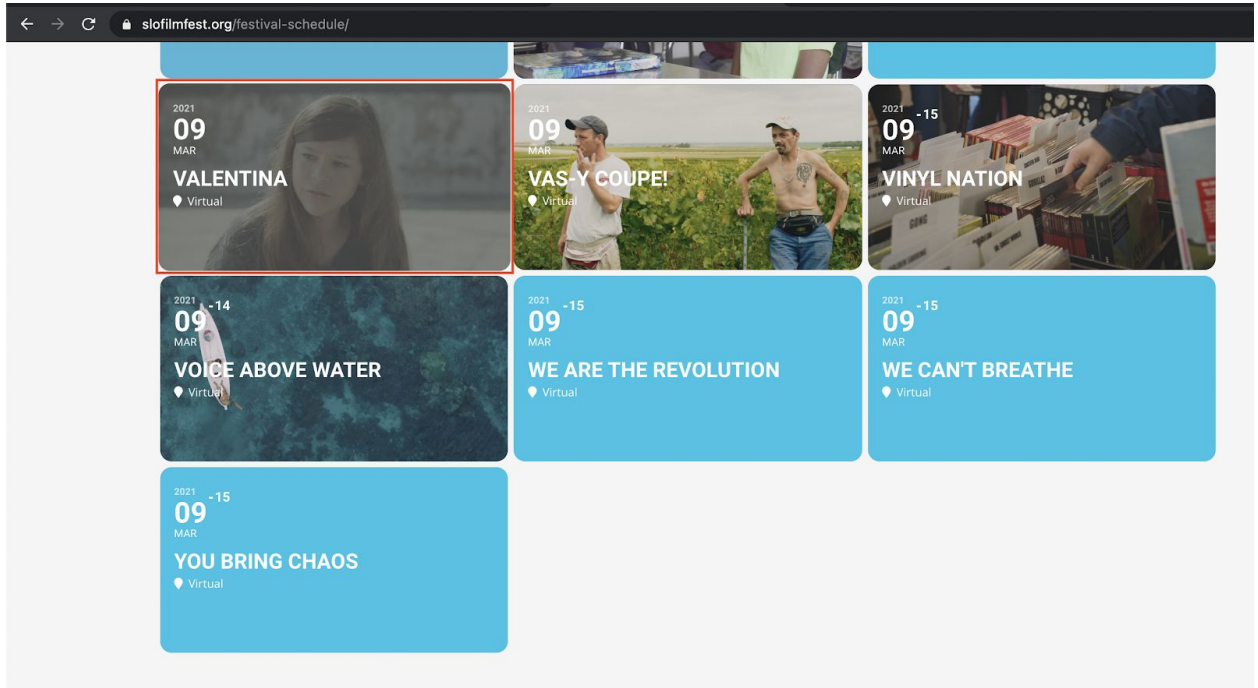 slofilmfest.org/festival-schedule/
2021
09
MAR
VALENTINA
Virtual
2021
09
MAR
VAS-Y COUPE!
Virtual
2021
09 -15
MAR
VINYL NATION
Virtual
GONG
GORILLAZ
2021
09 -14
MAR
VOICE ABOVE WATER
Virtual
2021
09 -15
MAR
WE ARE THE REVOLUTION
Virtual
2021
09 -15
MAR
WE CAN'T BREATHE
Virtual
2021
09 -15
MAR
YOU BRING CHAOS
Virtual